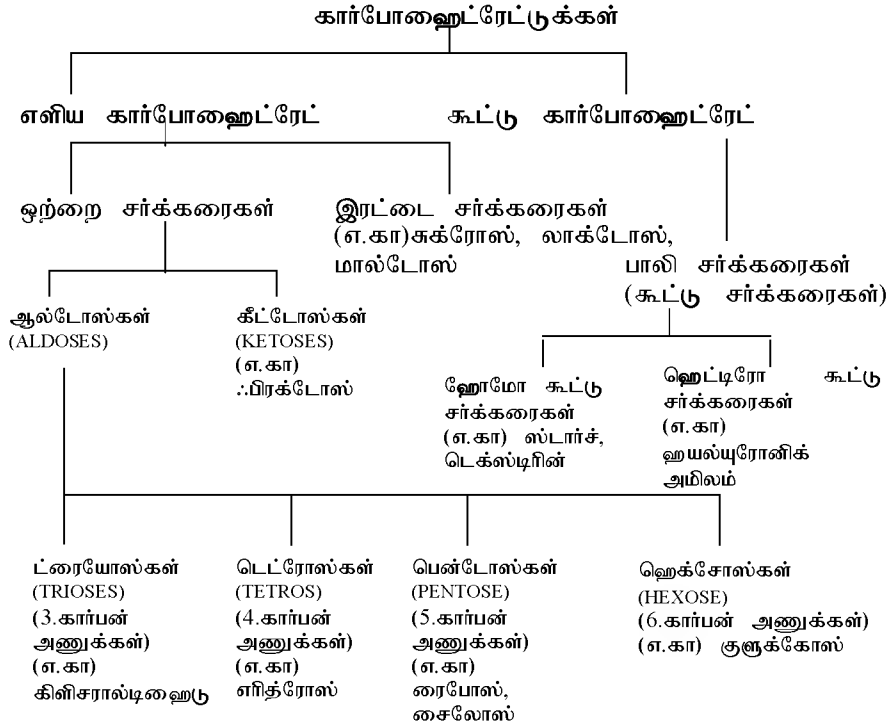 கார்போஹைட்ரேட்டுக்கள்
எளிய கார்போஹைட்ரேட்
கூட்டு கார்போஹைட்ரேட்
ஒற்றை சர்க்கரைகள்
இரட்டை சர்க்கரைகள்
(எ.கா)சுக்ரோஸ், லாக்டோஸ்,
மால்டோஸ்
பாலி சர்க்கரைகள்
(கூட்டு சர்க்கரைகள்)
ஆல்டோஸ்கள்
(ALDOSES)
கீட்டோஸ்கள்
(KETOSES)
(எ.கா)
ஃபிரக்டோஸ்
ஹோமோ கூட்டு
சர்க்கரைகள்
(எ.கா) ஸ்டார்ச்,
டெக்ஸ்டிரின்
ஹெட்டிரோ கூட்டு
சர்க்கரைகள்
(எ.கா)
ஹயல்யுரோனிக்
அமிலம்
ட்ரையோஸ்கள்
(TRIOSES)
(3.கார்பன்
அணுக்கள்)
(எ.கா)
கிளிசரால்டிஹைடு
டெட்ரோஸ்கள்
(TETROS)
(4.கார்பன்
அணுக்கள்)
(எ.கா)
எரித்ரோஸ்
பென்டோஸ்கள்
(PENTOSE)
(5.கார்பன்
அணுக்கள்)
(எ.கா)
ரைபோஸ்,
சைலோஸ்
ஹெக்சோஸ்கள்
(HEXOSE)
(6.கார்பன் அணுக்கள்)
(எ.கா) குளுக்கோஸ்